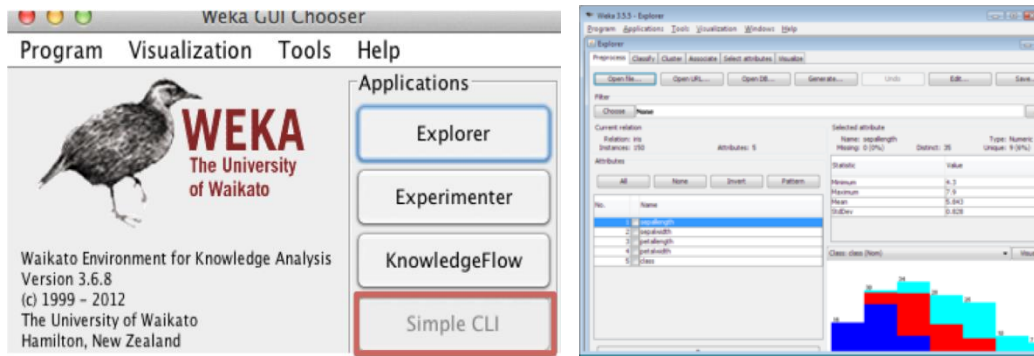 Weka GUI Chooser
Program Visualization Tools Help
WEKA
The University
of Waikato
Waikato Environment for Knowledge Analysis
Version 3.6.8
(c) 1999 - 2012
The University of Waikato
Hamilton, New Zealand
Applications
Explorer
Experimenter
KnowledgeFlow
Simple CLI
Weka 3.5.5 - Explorer
Program Applications Tools Visualization Windows Help
Explorer
Preprocess Classify Cluster Associate Select attributes Visualize
Open file... Open URL... Open DB... Generate... Undo Edit... Save..
Filter
Choose None
Current relation
Relation: iris
Instances: 150 Attributes: 5
Attributes
All None Invert Pattern
No. Name
1 sepallength
2 sepalwidth
3 petallength
4 petalwidth
5 class
Selected attribute
Name: sepallength Type: Numeric
Missing: 0 (0%) Distinct: 35 Unique: 9 (6%)
Statistic Value
Minimum 4.3
Maximum 7.9
Mean 5.843
StdDev 0.828
Class: class (Nom)